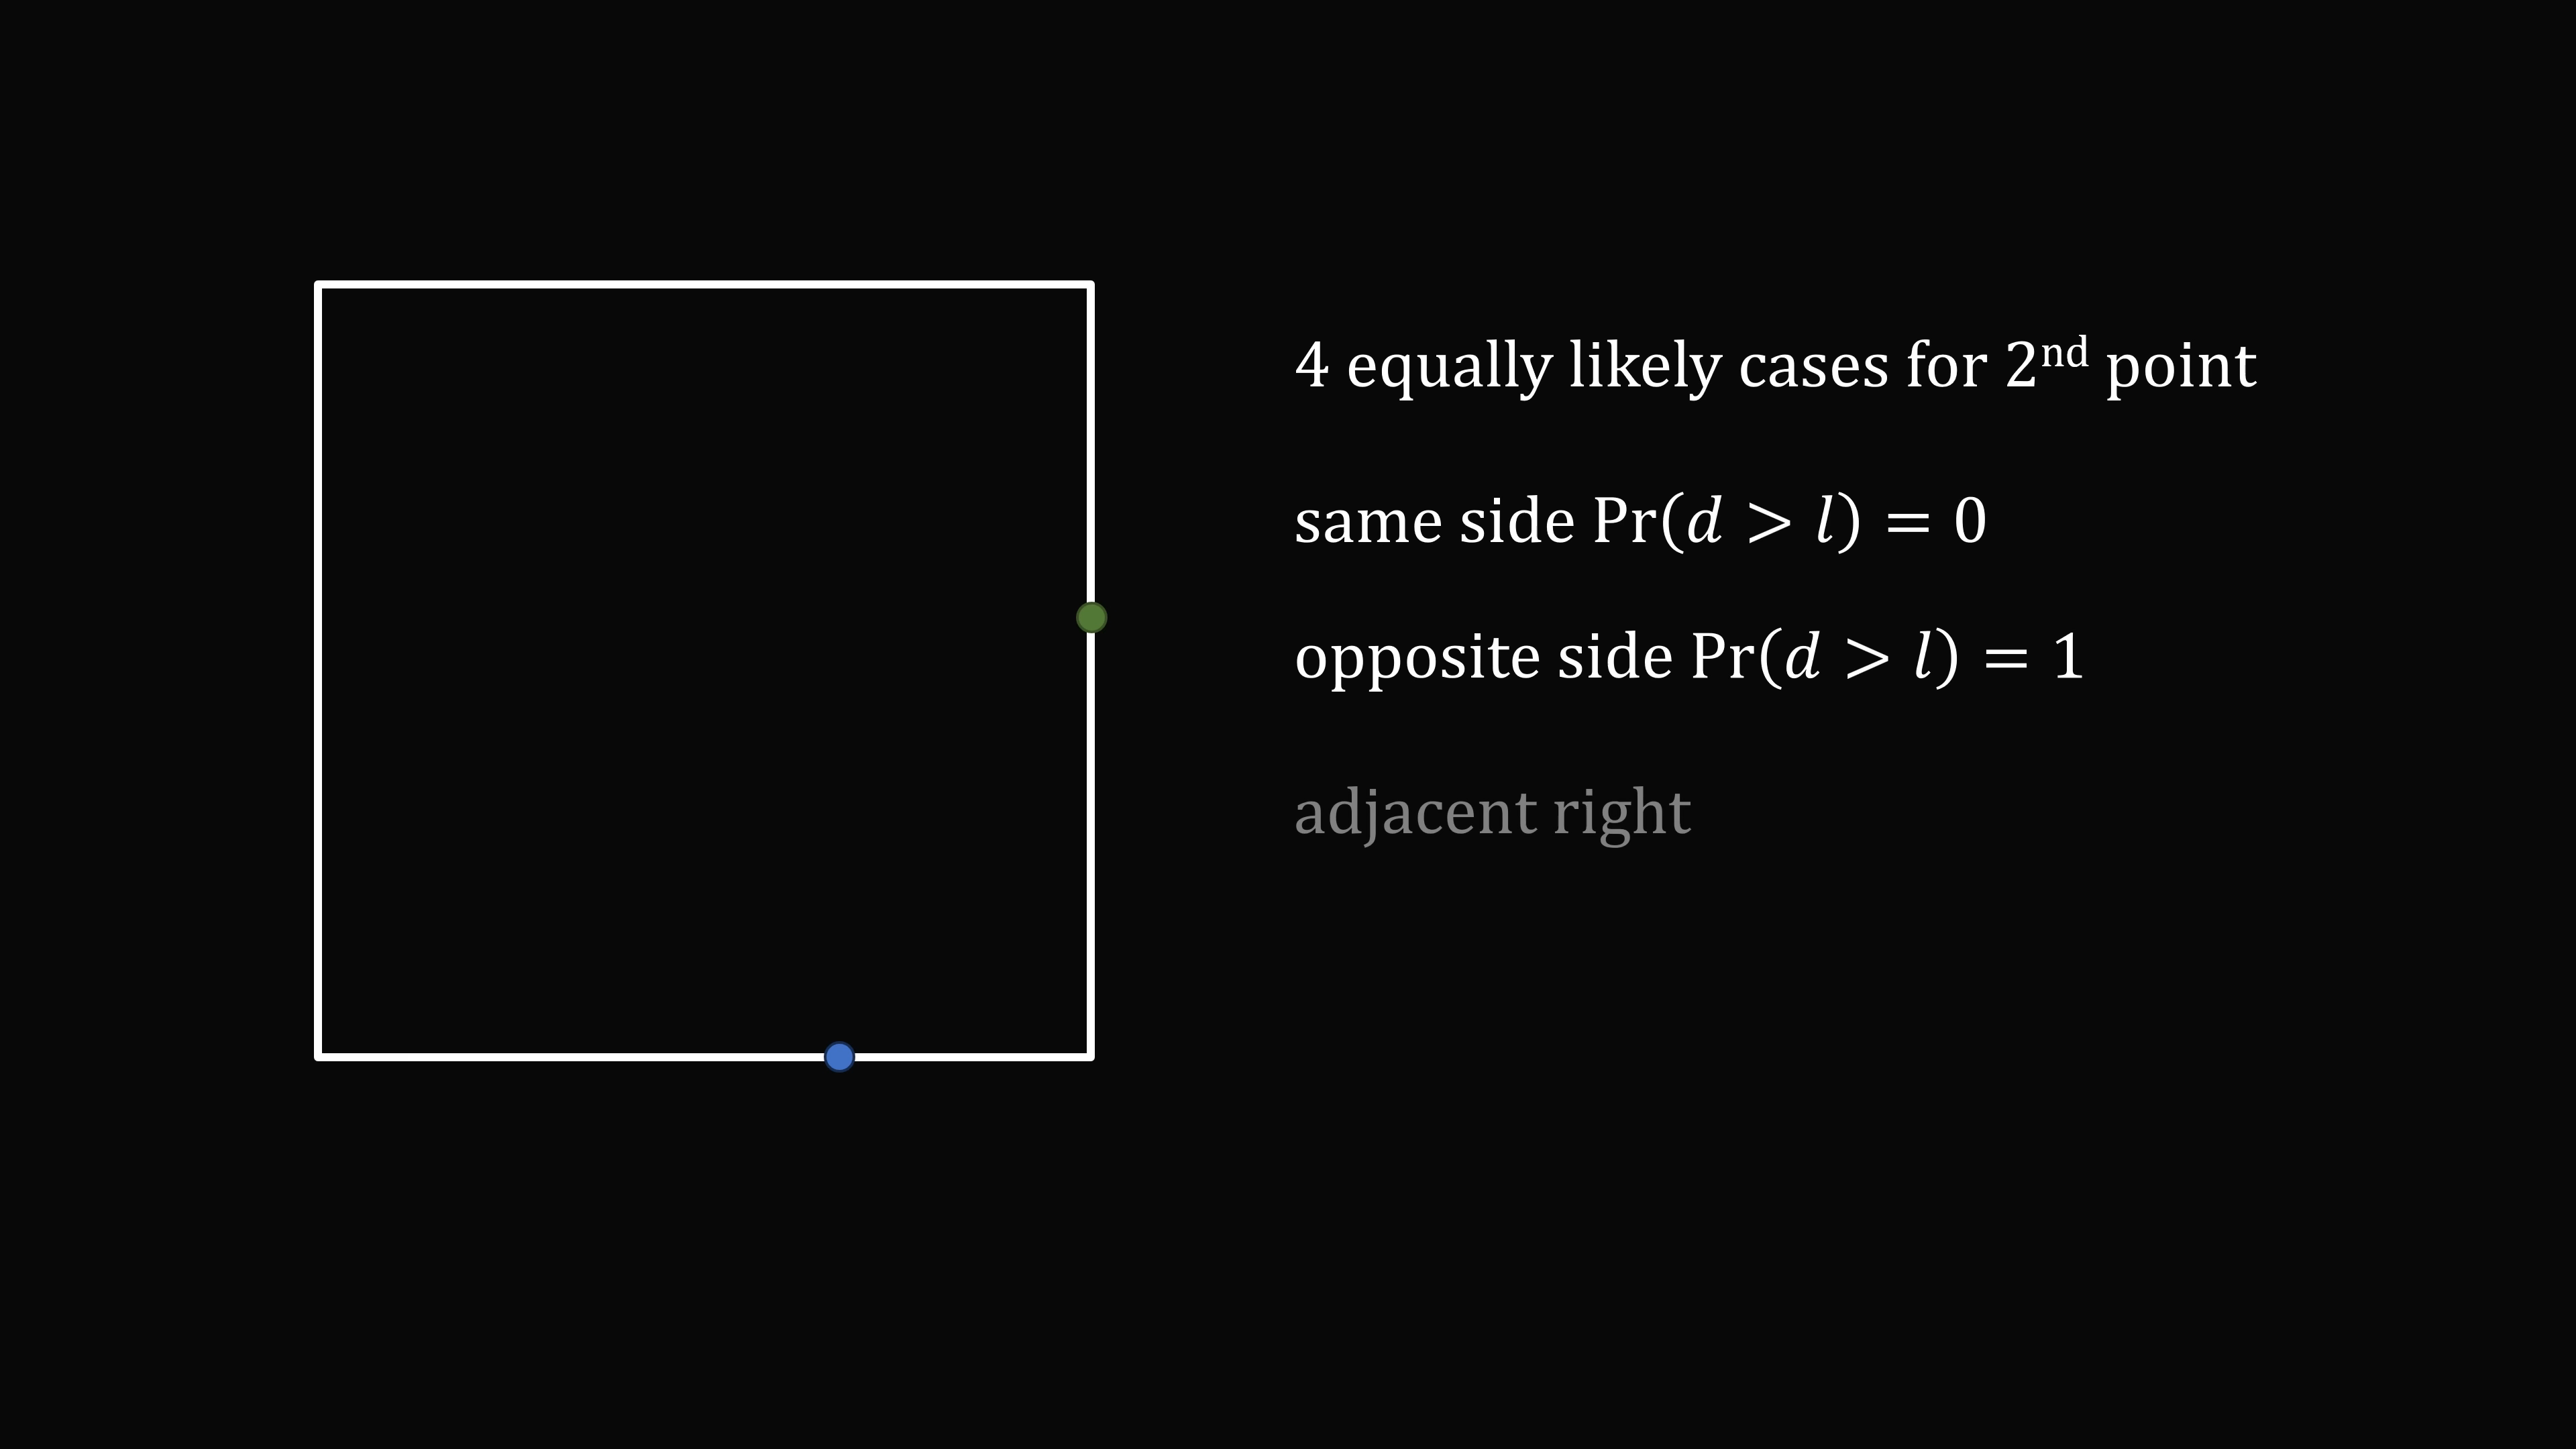 4 equally likely cases for 2nd point
same side Pr(d > l) = 0
opposite side Pr(d > l) = 1
adjacent right